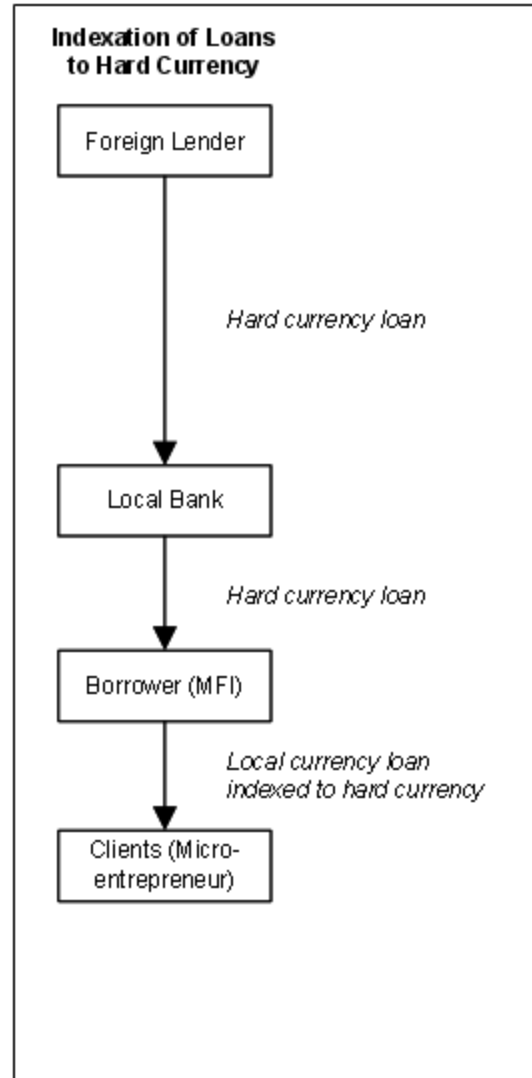 Indexation of Loans
to Hard Currency
Foreign Lender
Hard currency loan
Local Bank
Hard currency loan
Borrower (MFI)
Local currency loan
indexed to hard currency
Clients (Micro-
entrepreneur)